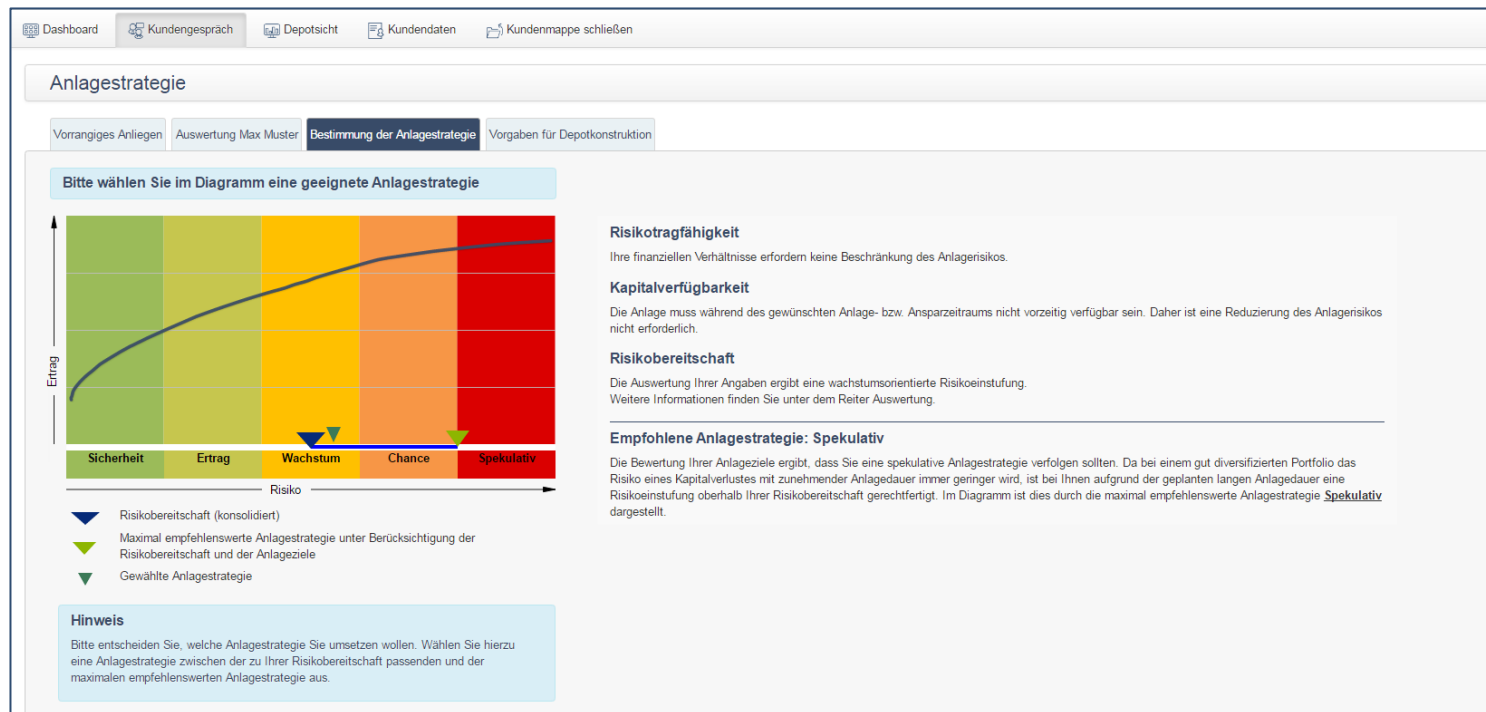 Dashboard
Kundengespräch
Depotsicht
Kundendaten
Kundenmappe schließen
Anlagestrategie
Vorrangiges Anliegen
Auswertung Max Muster
Bestimmung der Anlagestrategie
Vorgaben für Depotkonstruktion
Bitte wählen Sie im Diagramm eine geeignete Anlagestrategie
Ertrag
Sicherheit
Ertrag
Wachstum
Chance
Spekulativ
Risiko
Risikobereitschaft (konsolidiert)
Maximal empfehlenswerte Anlagestrategie unter Berücksichtigung der
Risikobereitschaft und der Anlageziele
Gewählte Anlagestrategie
Hinweis
Bitte entscheiden Sie, welche Anlagestrategie Sie umsetzen wollen. Wählen Sie hierzu
eine Anlagestrategie zwischen der zu Ihrer Risikobereitschaft passenden und der
maximalen empfehlenswerten Anlagestrategie aus.
Risikotragfähigkeit
Ihre finanziellen Verhältnisse erfordern keine Beschränkung des Anlagerisikos.
Kapitalverfügbarkeit
Die Anlage muss während des gewünschten Anlage- bzw. Ansparzeitraums nicht vorzeitig verfügbar sein. Daher ist eine Reduzierung des Anlagerisikos
nicht erforderlich.
Risikobereitschaft
Die Auswertung Ihrer Angaben ergibt eine wachstumsorientierte Risikoeinstufung.
Weitere Informationen finden Sie unter dem Reiter Auswertung.
Empfohlene Anlagestrategie: Spekulativ
Die Bewertung Ihrer Anlageziele ergibt, dass Sie eine spekulative Anlagestrategie verfolgen sollten. Da bei einem gut diversifizierten Portfolio das
Risiko eines Kapitalverlustes mit zunehmender Anlagedauer immer geringer wird, ist bei Ihnen aufgrund der geplanten langen Anlagedauer eine
Risikoeinstufung oberhalb Ihrer Risikobereitschaft gerechtfertigt. Im Diagramm ist dies durch die maximal empfehlenswerte Anlagestrategie Spekulativ
dargestellt.